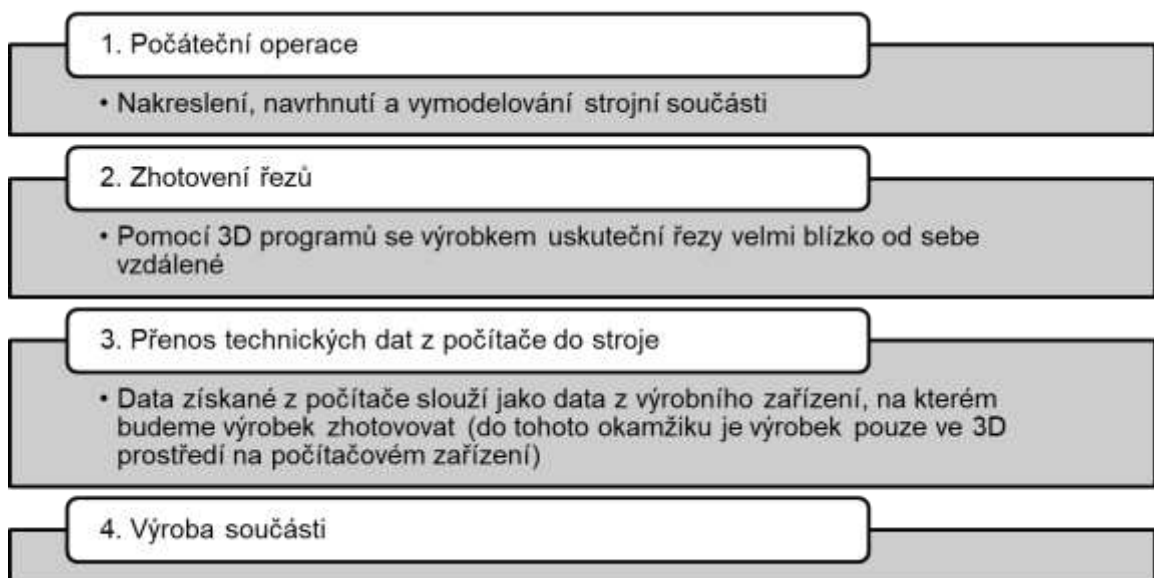 1. Počáteční operace
• Nakreslení, navrhnutí a vymodelování strojní součásti
2. Zhotovení řezů
• Pomocí 3D programů se výrobkem uskuteční řezy velmi blízko od sebe
vzdálené
3. Přenos technických dat z počítače do stroje
• Data získané z počítače slouží jako data z výrobního zařízení, na kterém
budeme výrobek zhotovovat (do tohoto okamžiku je výrobek pouze ve 3D
prostředí na počítačovém zařízení)
4. Výroba součásti